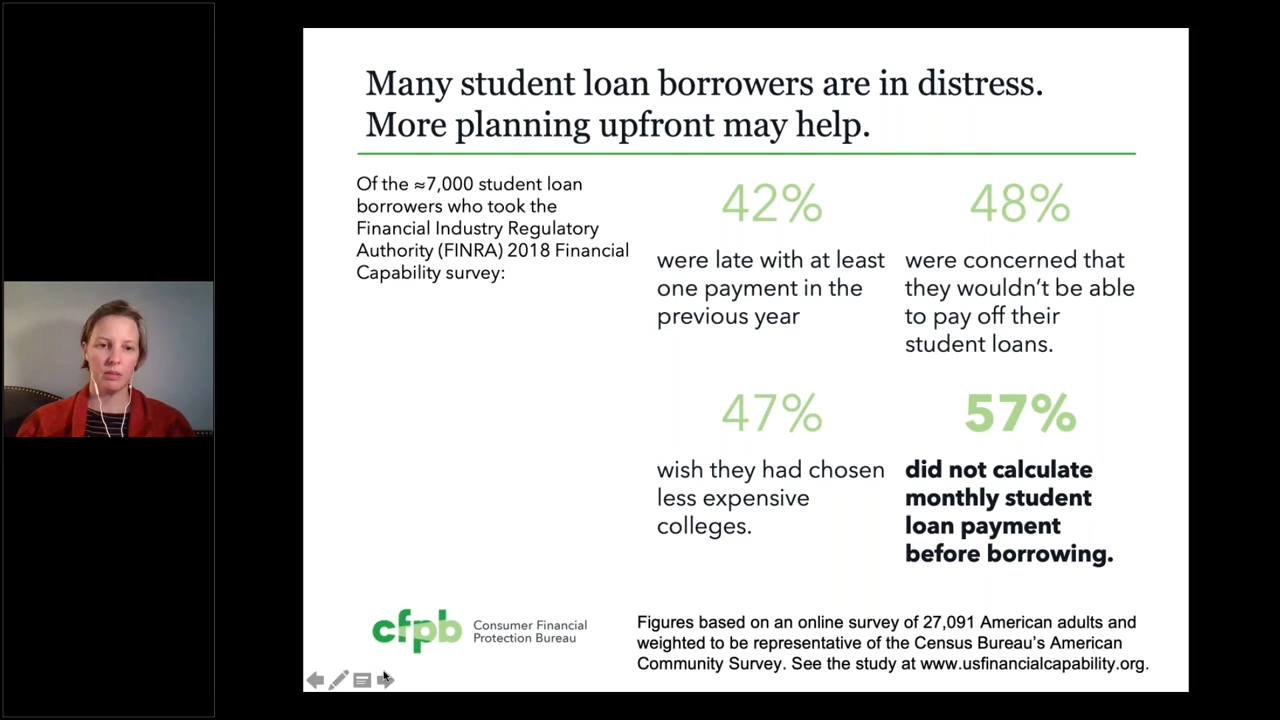 Many student loan borrowers are in distress.
More planning upfront may help.
Of the ≈7,000 student loan
borrowers who took the
Financial Industry Regulatory
Authority (FINRA) 2018 Financial
Capability survey:
42%
were late with at least
one payment in the
previous year
48%
were concerned that
they wouldn't be able
to pay off their
student loans.
47%
wish they had chosen
less expensive
colleges.
57%
did not calculate
monthly student
loan payment
before borrowing.
cfpb
Consumer Financial
Protection Bureau
Figures based on an online survey of 27,091 American adults and
weighted to be representative of the Census Bureau's American
Community Survey. See the study at www.usfinancialcapability.org.